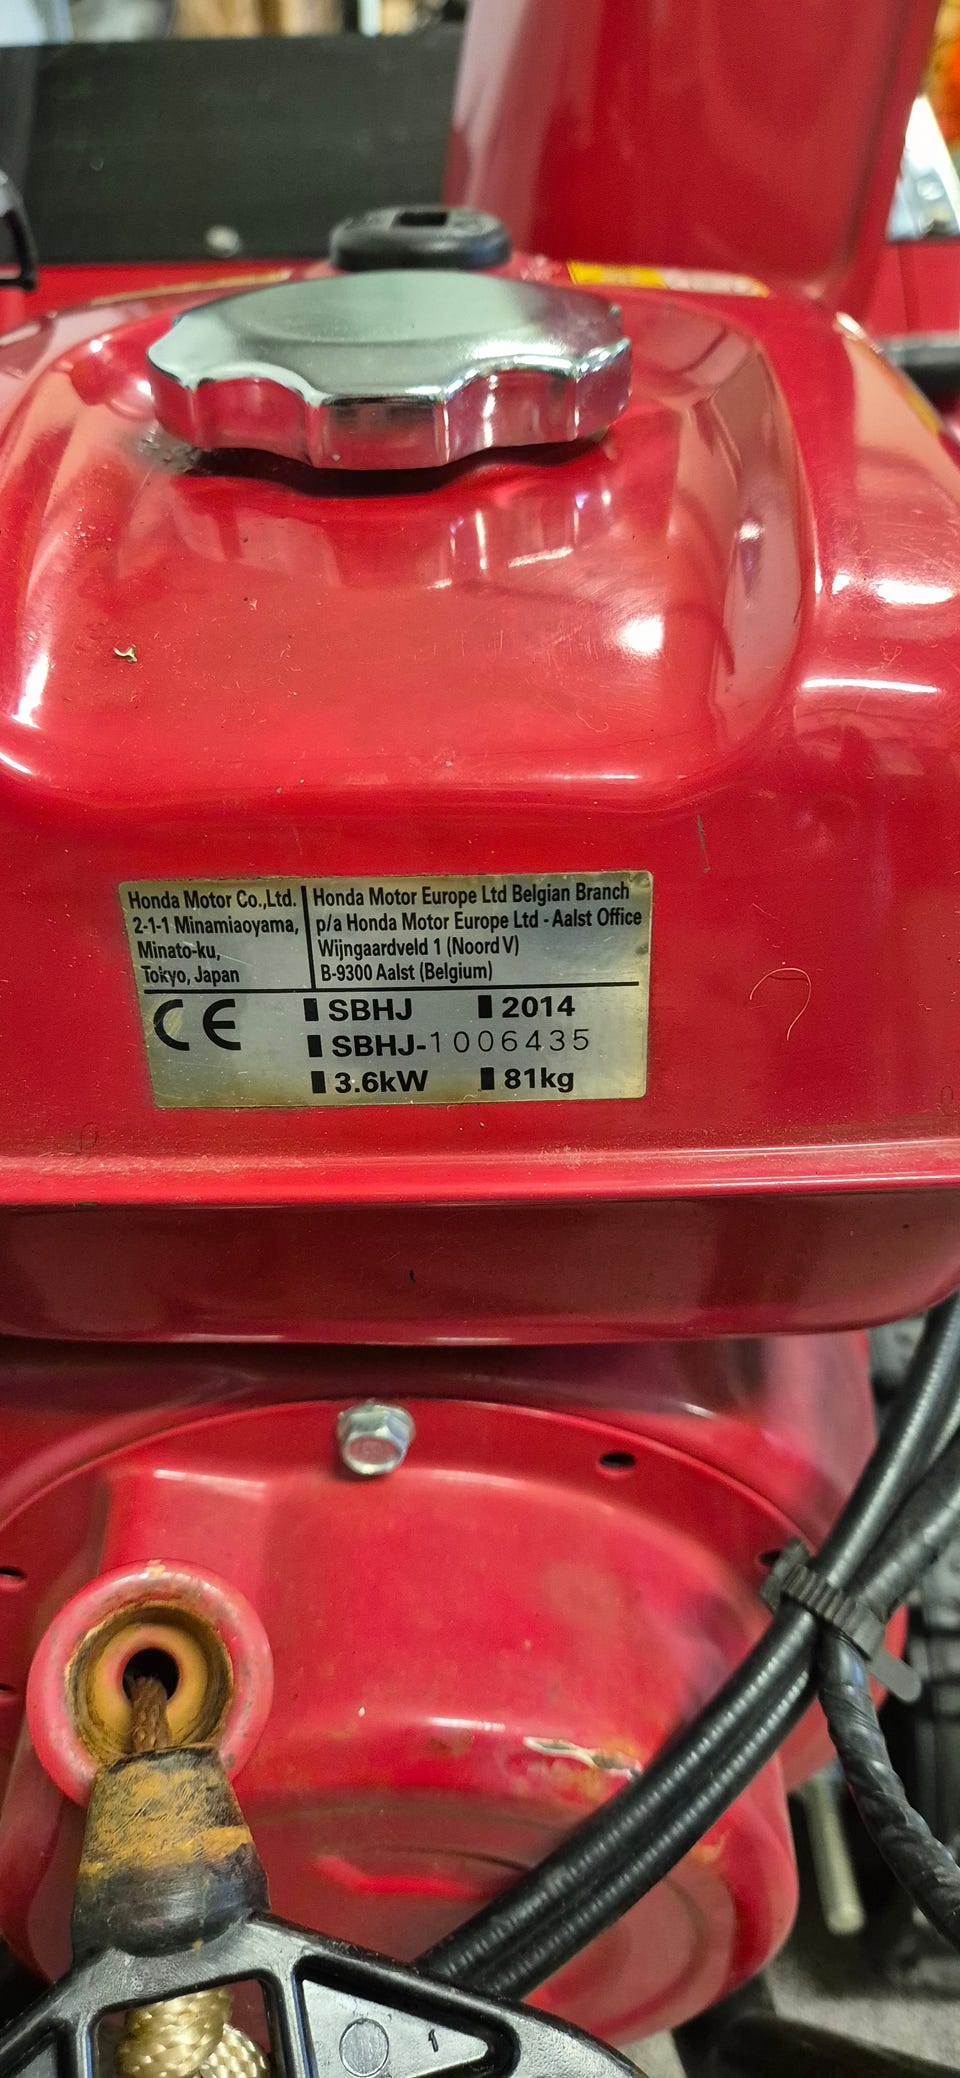 Honda Motor Co.,Ltd.
2-1-1 Minamiaoyama,
Minato-ku,
Tokyo, Japan
Honda Motor Europe Ltd Belgian Branch
p/a Honda Motor Europe Ltd - Aalst Office
Wijngaardveld 1 (Noord V)
B-9300 Aalst (Belgium)
CE
SBHJ 2014
SBHJ-1006435
3.6kW 81kg